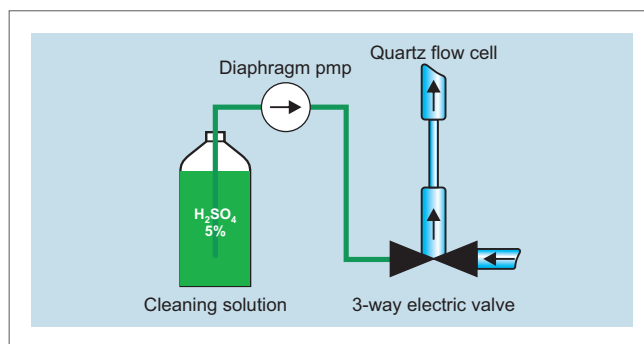 Quartz flow cell
Diaphragm pmp
H₂SO₄
5%
Cleaning solution
3-way electric valve